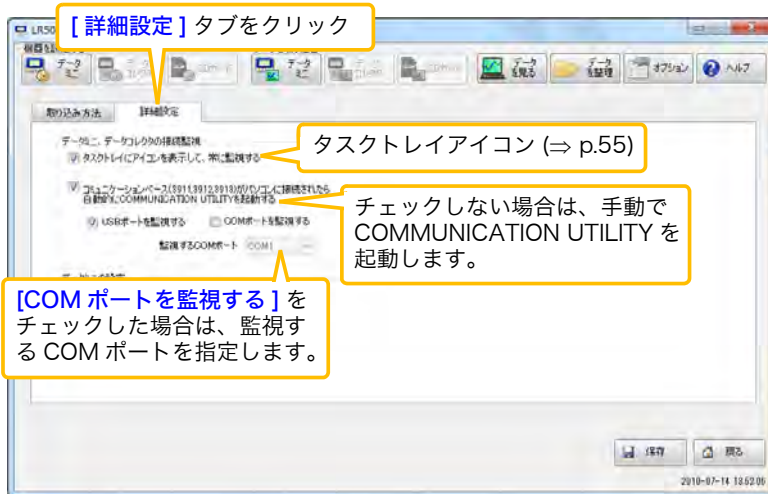 LR50
[ 詳細設定 ] タブをクリック
データ
ミニ
データ
ミニ
データ
を見る
データ
を整理
オプション
ヘルプ
取り込み方法
詳細設定
データミニ、データコレクタの接続監視
タスクトレイにアイコンを表示して、常に監視する
タスクトレイアイコン (⇒ p.55)
コミュニケーションベース(3911,3912,3913)がパソコンに接続されたら
自動的にCOMMUNICATION UTILITYを起動する
チェックしない場合は、手動で
COMMUNICATION UTILITY を
起動します。
USBポートを監視する
COMポートを監視する
監視するCOMポート COM1
[COM ポートを監視する ] を
チェックした場合は、監視す
る COM ポートを指定します。
保存
戻る
2010-07-14 13:52:05